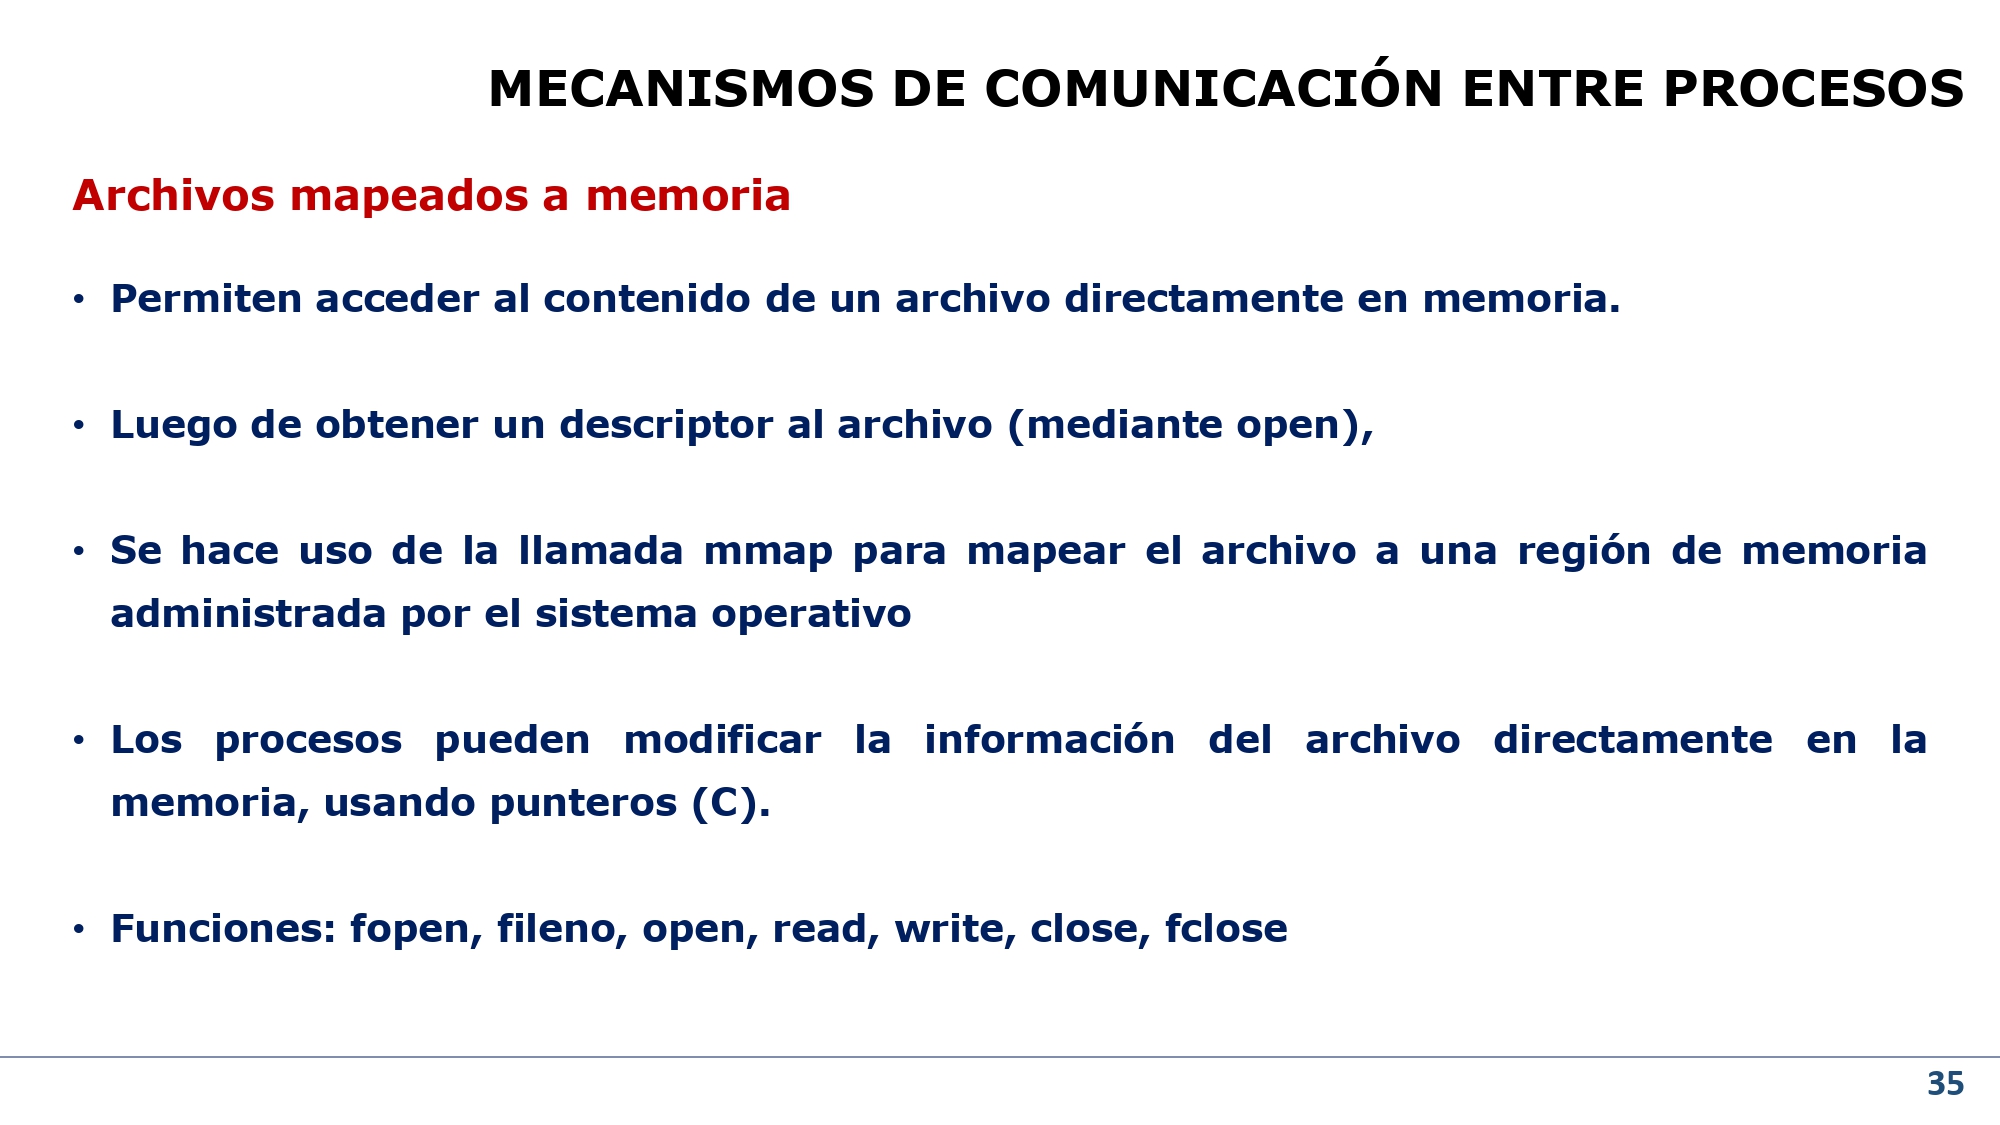 MECANISMOS DE COMUNICACIÓN ENTRE PROCESOS
Archivos mapeados a memoria
• Permiten acceder al contenido de un archivo directamente en memoria.
• Luego de obtener un descriptor al archivo (mediante open),
• Se hace uso de la llamada mmap para mapear el archivo a una región de memoria
administrada por el sistema operativo
• Los procesos pueden modificar la información del archivo directamente en la
memoria, usando punteros (C).
• Funciones: fopen, fileno, open, read, write, close, fclose
35